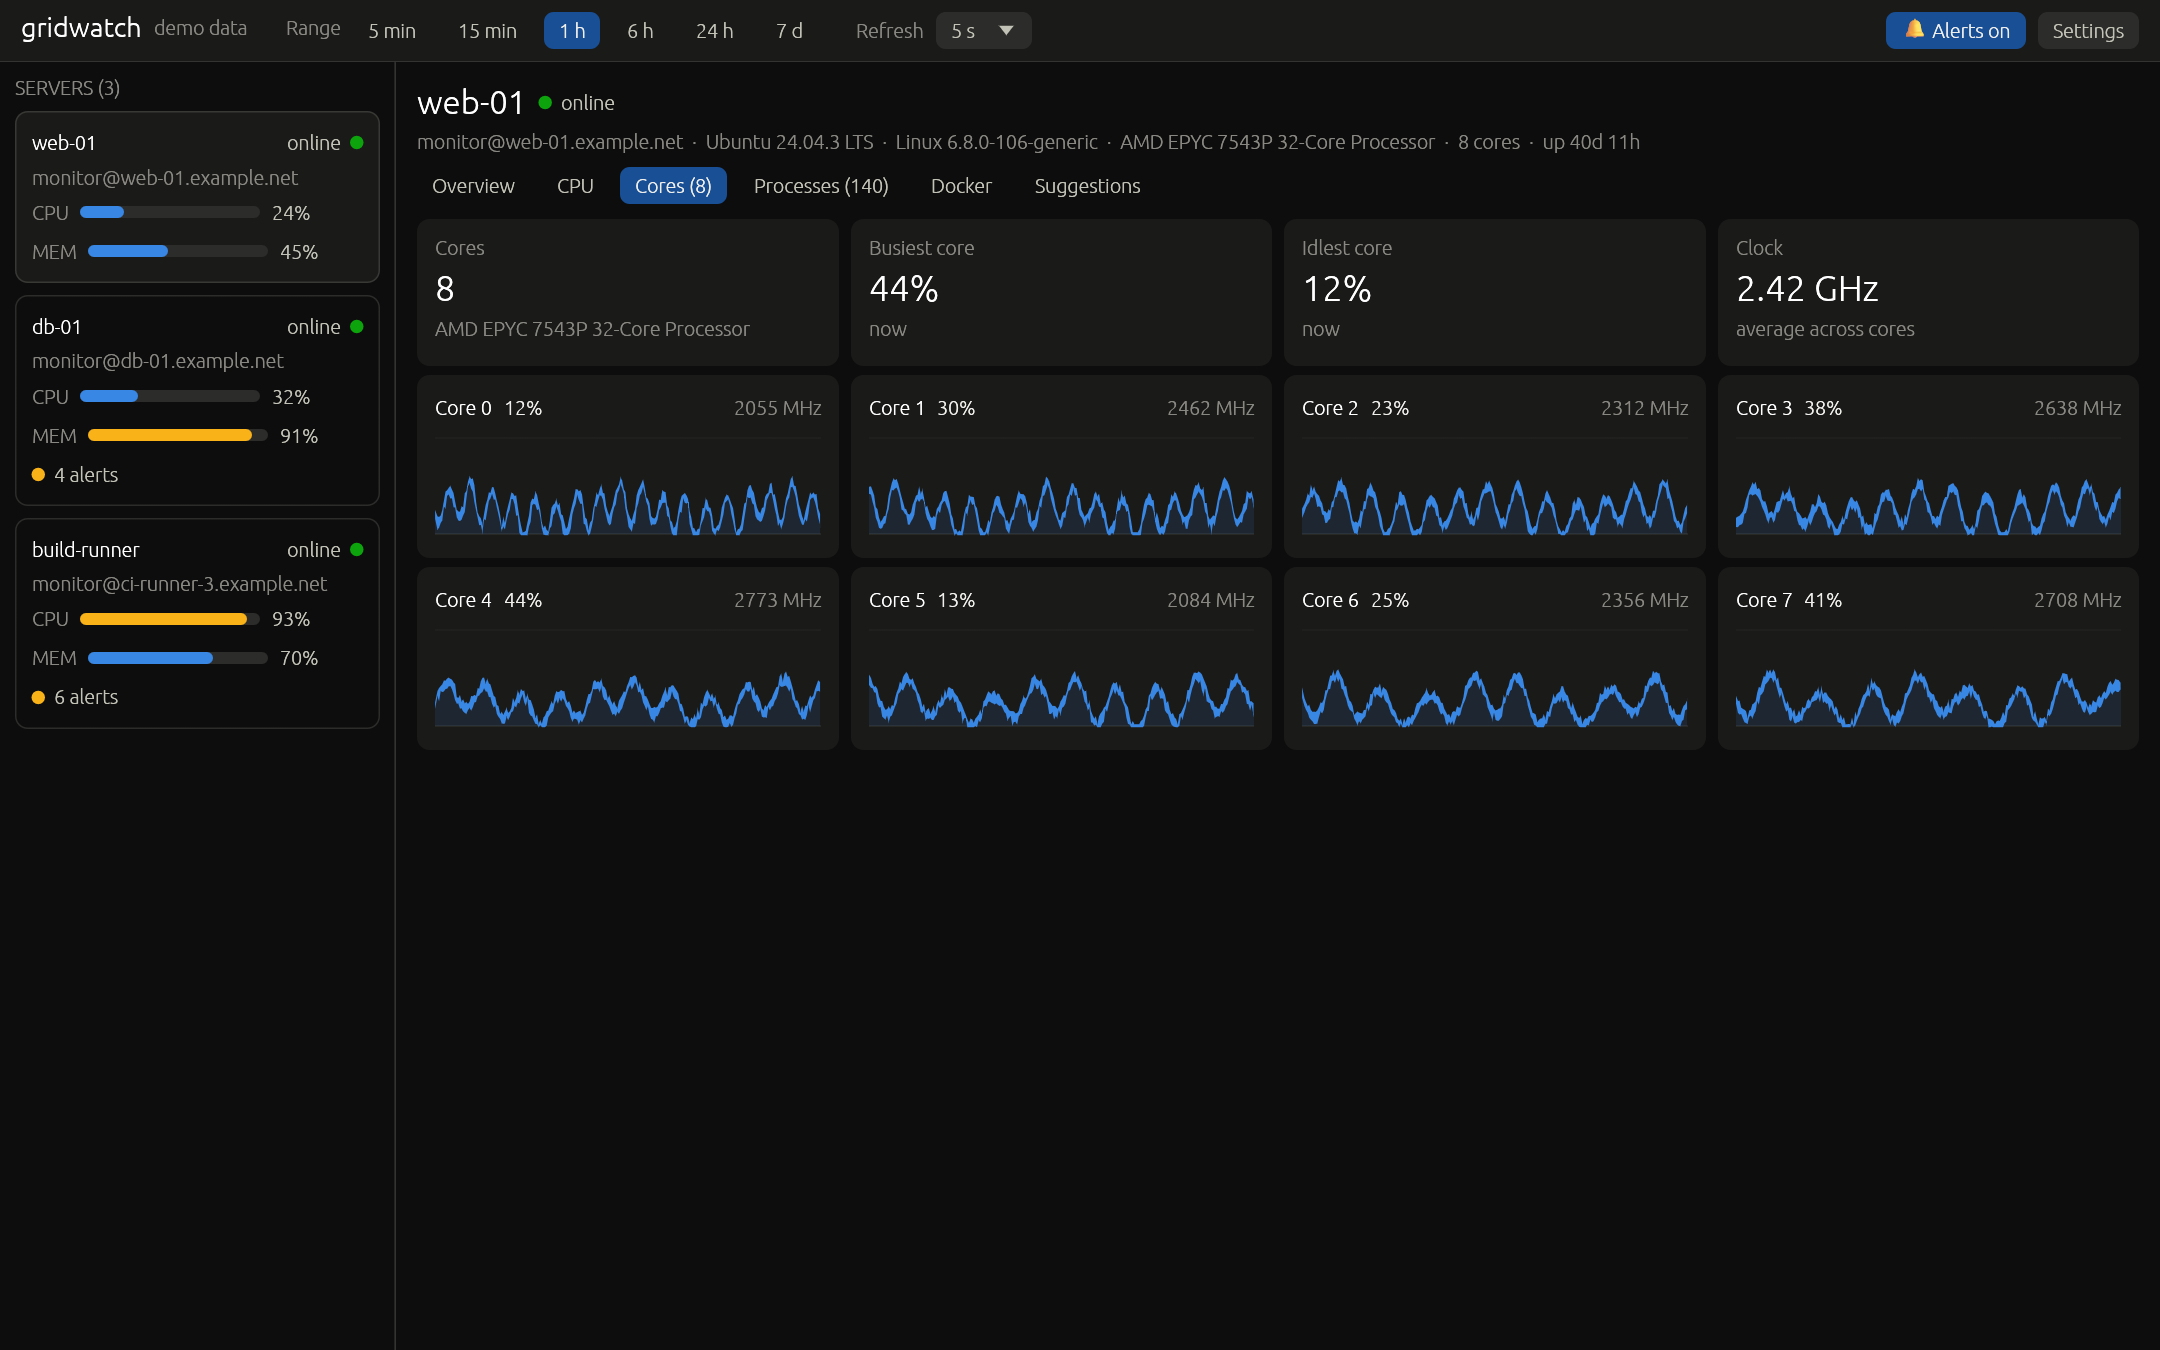 gridwatch demo data Range 5 min 15 min 1 h 6 h 24 h 7 d Refresh 5 s Alerts on Settings
SERVERS (3)
web-01 online
monitor@web-01.example.net
CPU 24%
MEM 45%
db-01 online
monitor@db-01.example.net
CPU 32%
MEM 91%
4 alerts
build-runner online
monitor@ci-runner-3.example.net
CPU 93%
MEM 70%
6 alerts
web-01 online
monitor@web-01.example.net · Ubuntu 24.04.3 LTS · Linux 6.8.0-106-generic · AMD EPYC 7543P 32-Core Processor · 8 cores · up 40d 11h
Overview CPU Cores (8) Processes (140) Docker Suggestions
Cores
8
AMD EPYC 7543P 32-Core Processor
Busiest core
44%
now
Idlest core
12%
now
Clock
2.42 GHz
average across cores
Core 0 12% 2055 MHz
Core 1 30% 2462 MHz
Core 2 23% 2312 MHz
Core 3 38% 2638 MHz
Core 4 44% 2773 MHz
Core 5 13% 2084 MHz
Core 6 25% 2356 MHz
Core 7 41% 2708 MHz